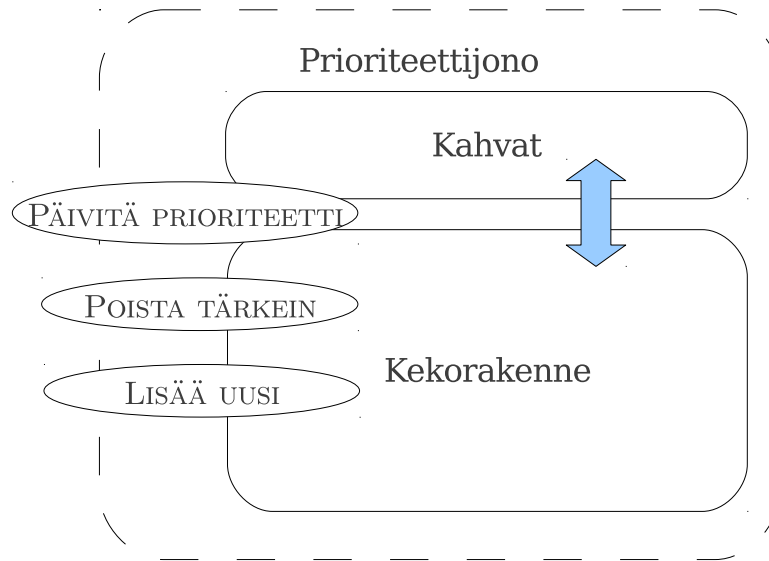 Prioriteettijono
Kahvat
Päivitä prioriteetti
Poista tärkein
Kekorakenne
Lisää uusi